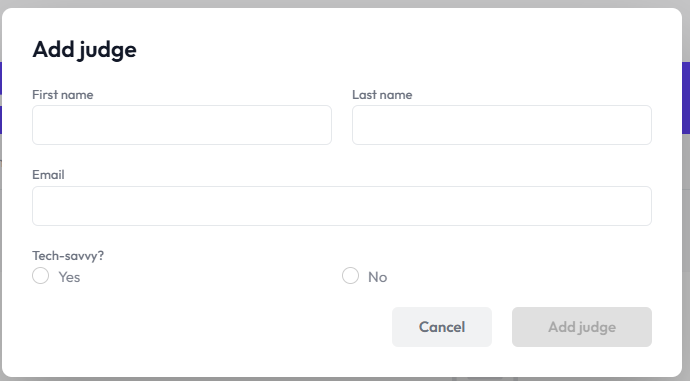 Add judge
First name Last name
Email
Tech-savvy?
Yes No
Cancel Add judge